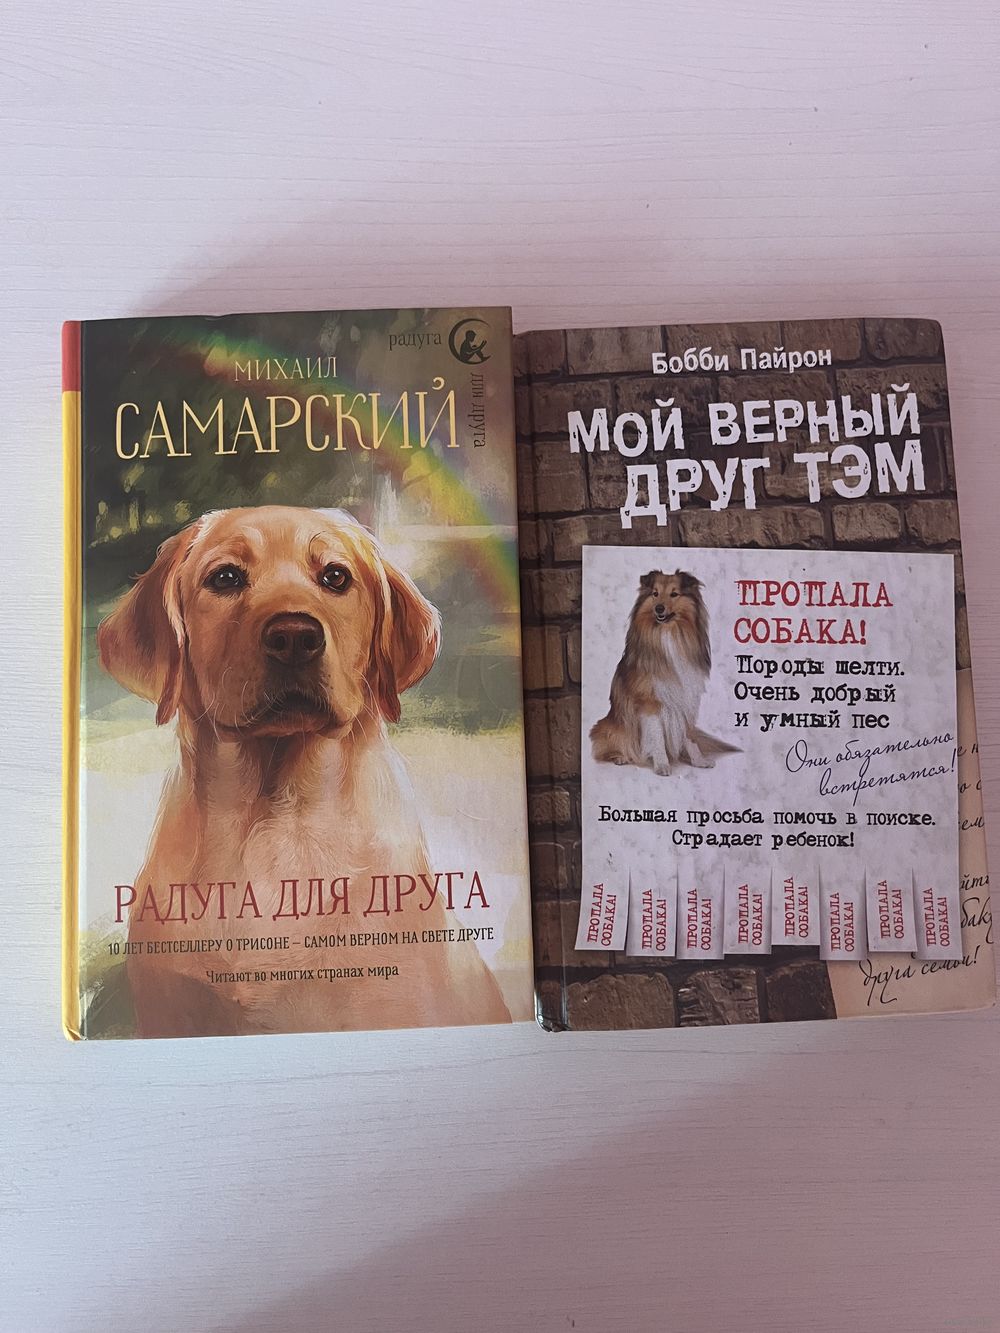 МИХАИЛ
САМАРСКИЙ
радуга
для друга
РАДУГА ДЛЯ ДРУГА
10 ЛЕТ БЕСТСЕЛЛЕРУ О ТРИСОНЕ – САМОМ ВЕРНОМ НА СВЕТЕ ДРУГЕ
Читают во многих странах мира
Бобби Пайрон
МОЙ ВЕРНЫЙ
ДРУГ ТЭМ
ПРОПАЛА
СОБАКА!
Породы шелти.
Очень добрый
и умный пес
Они обязательно
встретятся!
Большая просьба помочь в поиске.
Страдает ребенок!
ПРОПАЛА
СОБАКА!
ПРОПАЛА
СОБАКА!
ПРОПАЛА
СОБАКА!
ПРОПАЛА
СОБАКА!
ПРОПАЛА
СОБАКА!
ПРОПАЛА
СОБАКА!
ПРОПАЛА
СОБАКА!
ПРОПАЛА
СОБАКА!
друга семьи!